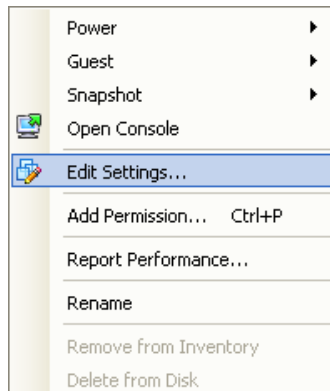 Power
Guest
Snapshot
Open Console
Edit Settings...
Add Permission... Ctrl+P
Report Performance...
Rename
Remove from Inventory
Delete from Disk